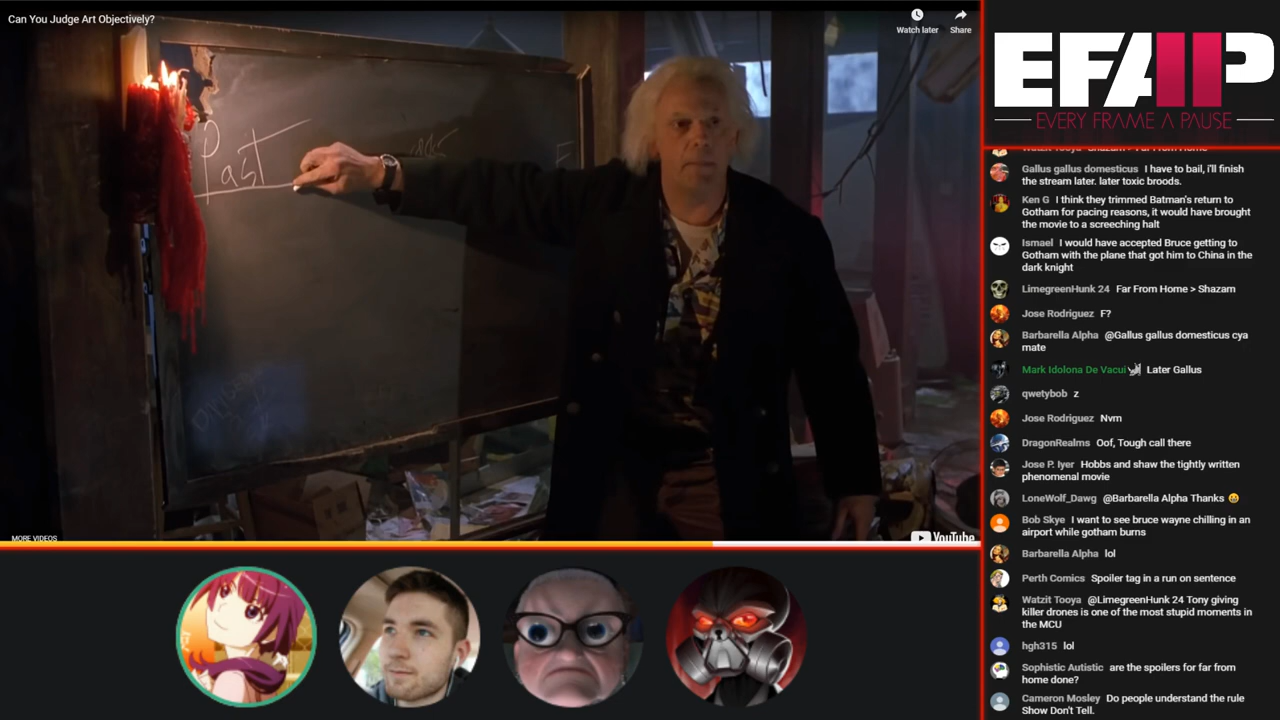 Can You Judge Art Objectively?
Watch later
Share
Past
1985
MORE VIDEOS
YouTube
EFAP
EVERY FRAME A PAUSE
Gallus gallus domesticus I have to bail, i'll finish
the stream later. later toxic broods.
Ken G I think they trimmed Batman's return to
Gotham for pacing reasons, it would have brought
the movie to a screeching halt
Ismael I would have accepted Bruce getting to
Gotham with the plane that got him to China in the
dark knight
LimegreenHunk 24 Far From Home > Shazam
Jose Rodriguez F?
Barbarella Alpha @Gallus gallus domesticus cya
mate
Mark Idolona De Vacui Later Gallus
qwetybob z
Jose Rodriguez Nvm
DragonRealms Oof, Tough call there
Jose P. Iyer Hobbs and shaw the tightly written
phenomenal movie
LoneWolf_Dawg @Barbarella Alpha Thanks 😀
Bob Skye I want to see bruce wayne chilling in an
airport while gotham burns
Barbarella Alpha lol
Perth Comics Spoiler tag in a run on sentence
Watzit Tooya @LimegreenHunk 24 Tony giving
killer drones is one of the most stupid moments in
the MCU
hgh315 lol
Sophistic Autistic are the spoilers for far from
home done?
Cameron Mosley Do people understand the rule
Show Don't Tell.